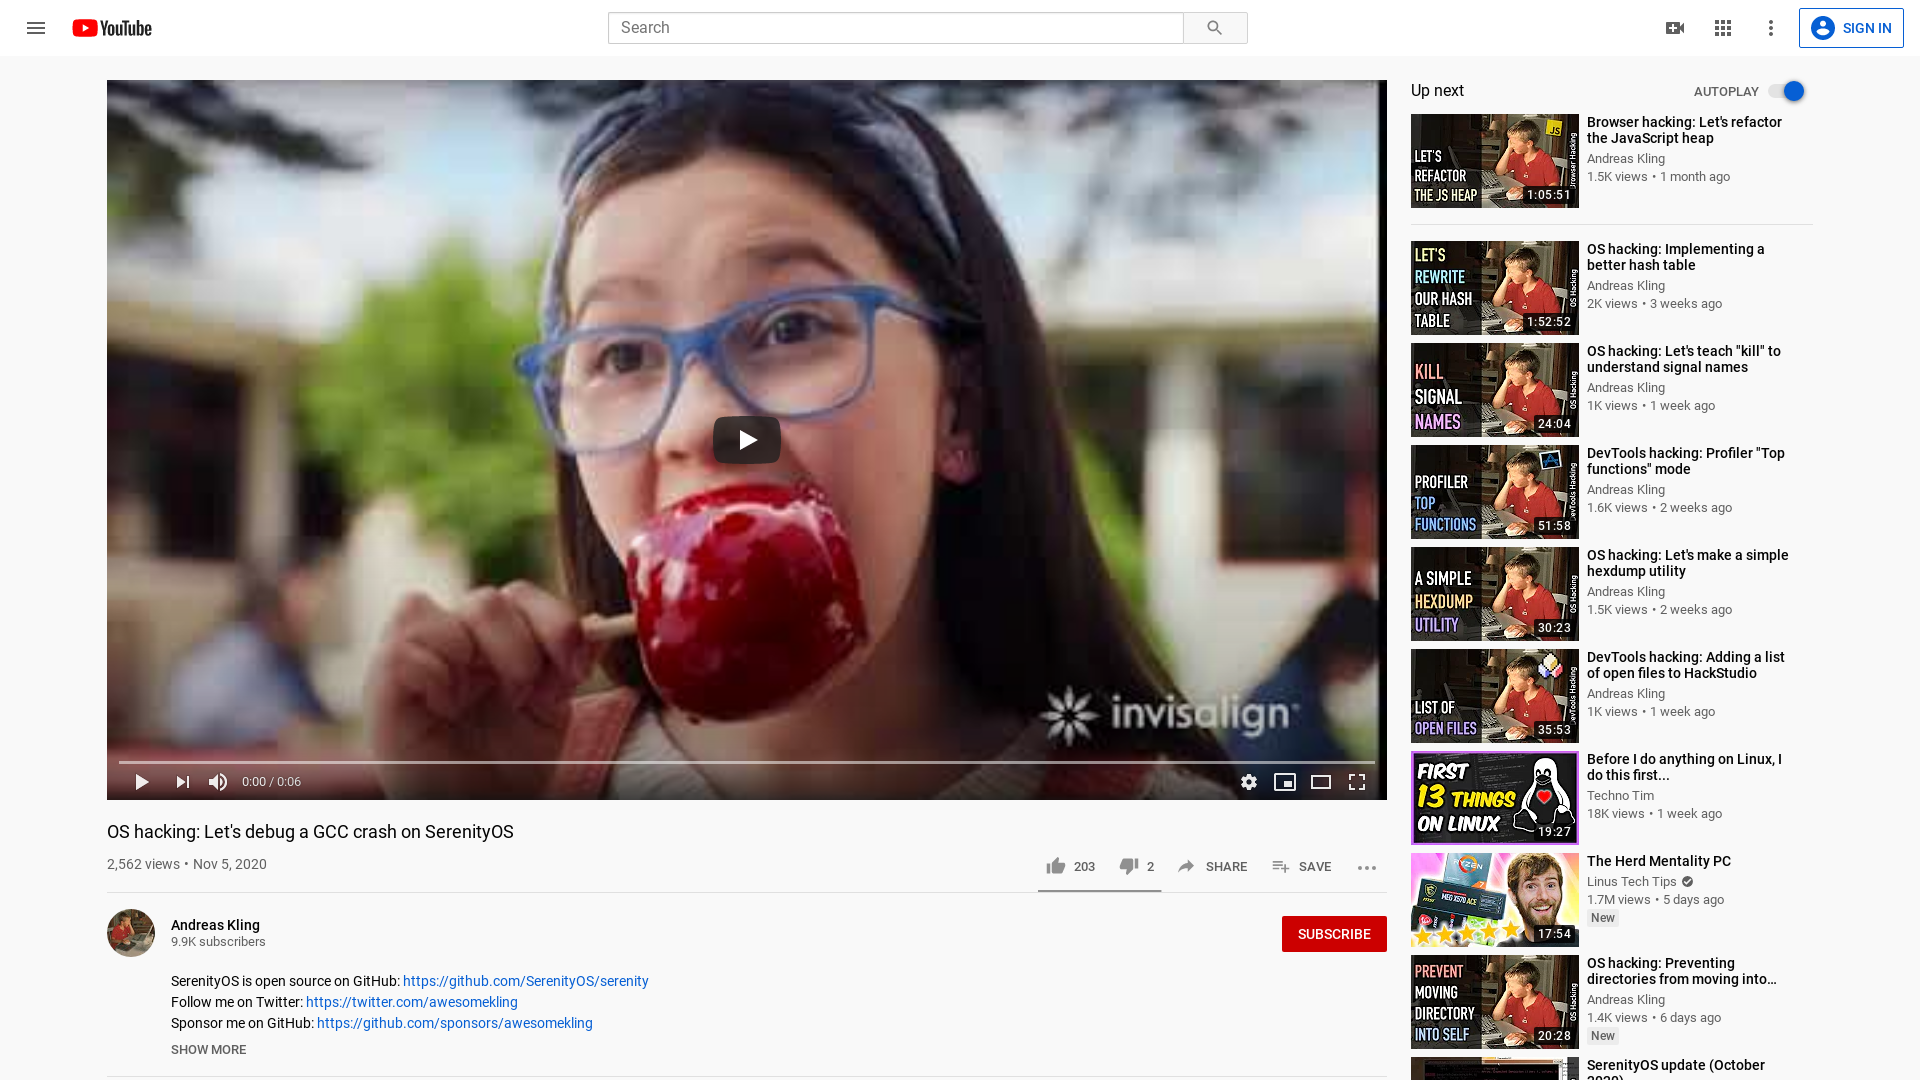 YouTube
Search
SIGN IN
invisalign
0:00 / 0:06
OS hacking: Let's debug a GCC crash on SerenityOS
2,562 views • Nov 5, 2020
203
2
SHARE
SAVE
Andreas Kling
9.9K subscribers
SUBSCRIBE
SerenityOS is open source on GitHub: https://github.com/SerenityOS/serenity
Follow me on Twitter: https://twitter.com/awesomekling
Sponsor me on GitHub: https://github.com/sponsors/awesomekling
SHOW MORE
Up next
AUTOPLAY
LET'S
REFACTOR
THE JS HEAP
JS
Browser Hacking
1:05:51
Browser hacking: Let's refactor
the JavaScript heap
Andreas Kling
1.5K views • 1 month ago
LET'S
REWRITE
OUR HASH
TABLE
OS Hacking
1:52:52
OS hacking: Implementing a
better hash table
Andreas Kling
2K views • 3 weeks ago
KILL
SIGNAL
NAMES
OS Hacking
24:04
OS hacking: Let's teach "kill" to
understand signal names
Andreas Kling
1K views • 1 week ago
PROFILER
TOP
FUNCTIONS
DevTools Hacking
51:58
DevTools hacking: Profiler "Top
functions" mode
Andreas Kling
1.6K views • 2 weeks ago
A SIMPLE
HEXDUMP
UTILITY
OS Hacking
30:23
OS hacking: Let's make a simple
hexdump utility
Andreas Kling
1.5K views • 2 weeks ago
LIST OF
OPEN FILES
DevTools Hacking
35:53
DevTools hacking: Adding a list
of open files to HackStudio
Andreas Kling
1K views • 1 week ago
FIRST
13 THINGS
ON LINUX
19:27
Before I do anything on Linux, I
do this first...
Techno Tim
18K views • 1 week ago
RYZEN
MEG X570 ACE
17:54
The Herd Mentality PC
Linus Tech Tips
1.7M views • 5 days ago
New
PREVENT
MOVING
DIRECTORY
INTO SELF
OS Hacking
20:28
OS hacking: Preventing
directories from moving into…
Andreas Kling
1.4K views • 6 days ago
New
SerenityOS update (October